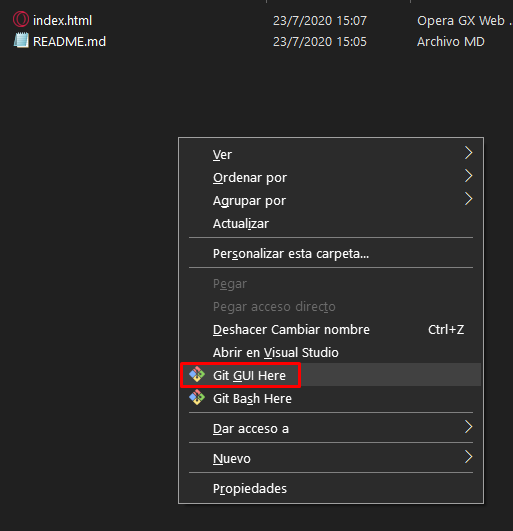 index.html 23/7/2020 15:07 Opera GX Web .
README.md 23/7/2020 15:05 Archivo MD
Ver
Ordenar por
Agrupar por
Actualizar
Personalizar esta carpeta...
Pegar
Pegar acceso directo
Deshacer Cambiar nombre Ctrl+Z
Abrir en Visual Studio
Git GUI Here
Git Bash Here
Dar acceso a
Nuevo
Propiedades